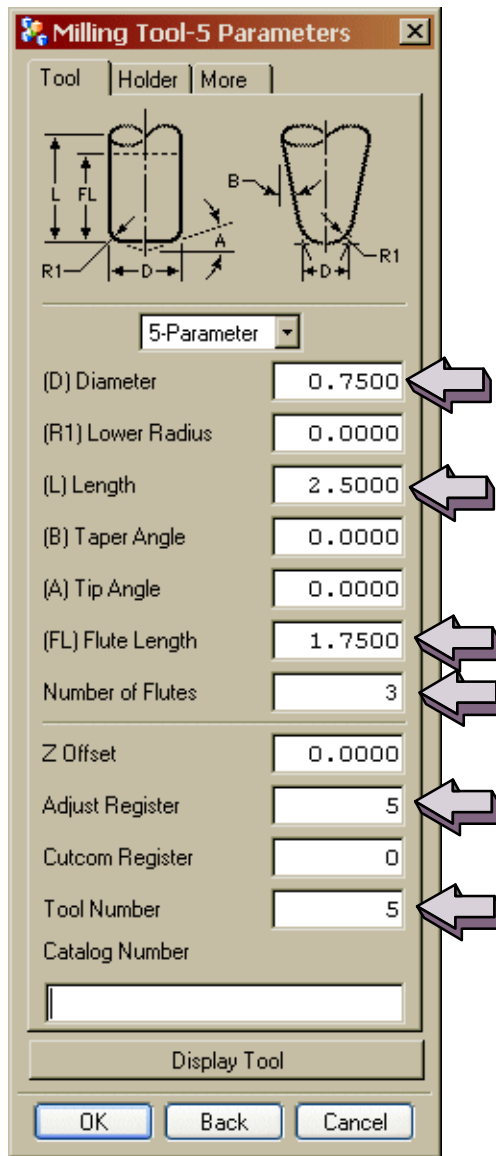 Milling Tool-5 Parameters
Tool Holder More
L FL R1 D A B D R1
5-Parameter
(D) Diameter 0.7500
(R1) Lower Radius 0.0000
(L) Length 2.5000
(B) Taper Angle 0.0000
(A) Tip Angle 0.0000
(FL) Flute Length 1.7500
Number of Flutes 3
Z Offset 0.0000
Adjust Register 5
Cutcom Register 0
Tool Number 5
Catalog Number
Display Tool
OK Back Cancel